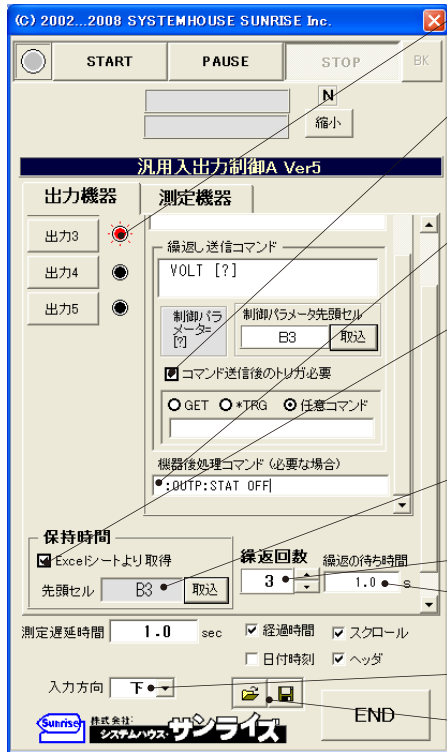 (C) 2002...2008 SYSTEMHOUSE SUNRISE Inc.
START PAUSE STOP BK
N
縮小
汎用入出力制御A Ver5
出力機器 測定機器
出力3
出力4
出力5
繰返し送信コマンド
VOLT [?]
制御パラメータ=[?]
制御パラメータ先頭セル
B3 取込
コマンド送信後のトリガ必要
GET *TRG 任意コマンド
機器後処理コマンド(必要な場合)
:OUTP:STAT OFF
保持時間
Excelシートより取得
先頭セル B3 取込
繰返回数
3
繰返の待ち時間
1.0 s
測定遅延時間 1.0 sec
経過時間 スクロール
日付時刻 ヘッダ
入力方向 下
END
Sunrise 株式会社 システムハウス サンライズ